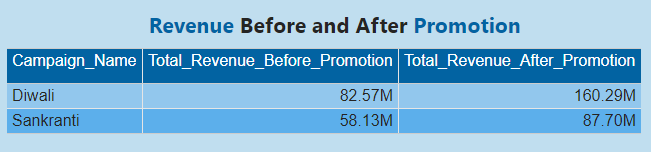 Revenue Before and After Promotion
Campaign_Name Total_Revenue_Before_Promotion Total_Revenue_After_Promotion
Diwali 82.57M 160.29M
Sankranti 58.13M 87.70M